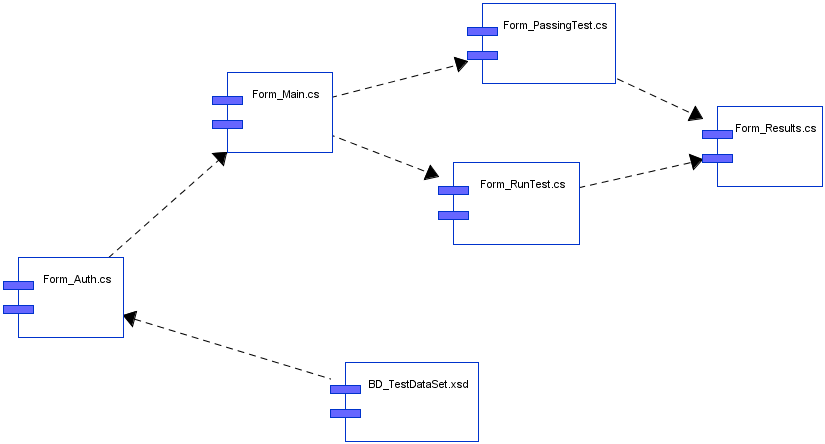 Form_PassingTest.cs
Form_Main.cs
Form_Results.cs
Form_RunTest.cs
Form_Auth.cs
BD_TestDataSet.xsd